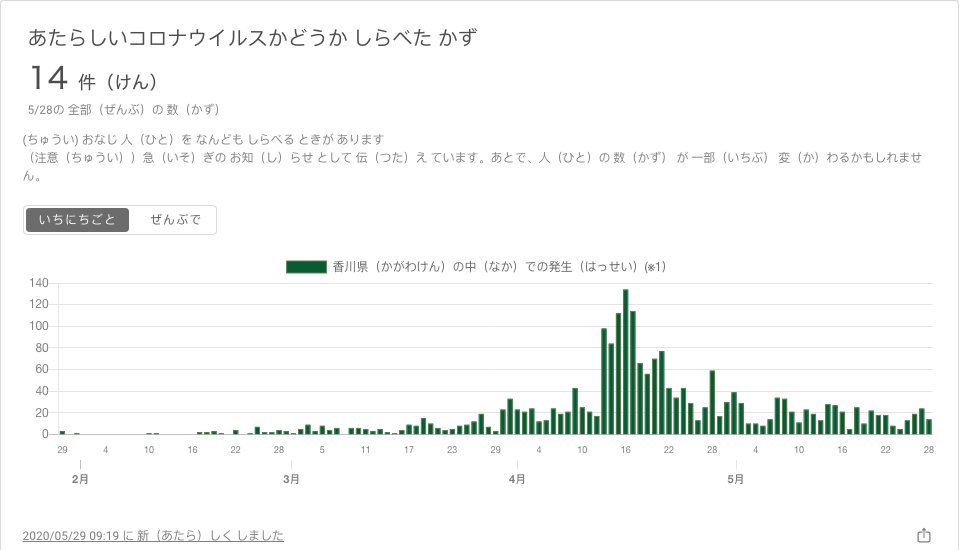 あたらしいコロナウイルスかどうか しらべた かず
14 件（けん）
5/28の 全部（ぜんぶ）の 数（かず）
(ちゅうい) おなじ 人（ひと）を なんども しらべる ときが あります
（注意（ちゅうい））急（いそ）ぎの お知（し）らせ として 伝（つた）え ています。あとで、人（ひと）の 数（かず） が 一部（いちぶ） 変（か）わるかもしれませ
ん。
いちにちごと ぜんぶで
香川県（かがわけん）の中（なか）での発生（はっせい）(※1)
140
120
100
80
60
40
20
0
29 4 10 16 22 28 5 11 17 23 29 4 10 16 22 28 4 10 16 22 28
2月 3月 4月 5月
2020/05/29 09:19 に 新（あたら）しく しました